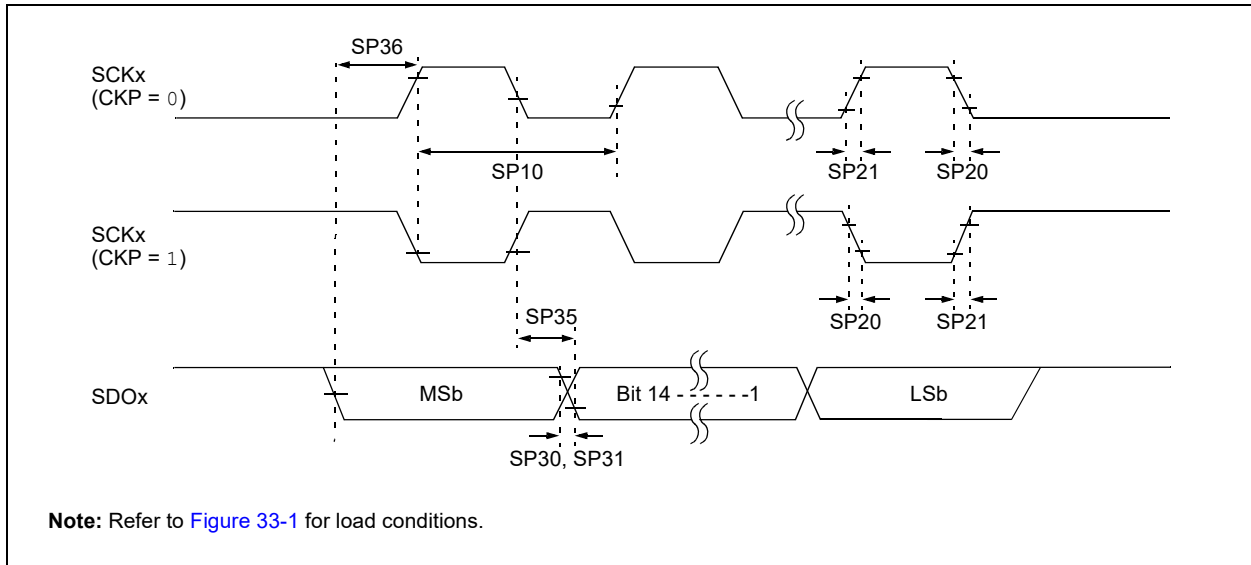 SP36
SCKx
(CKP = 0)
SP10
SP21
SP20
SCKx
(CKP = 1)
SP20
SP21
SP35
SDOx
MSb
Bit 14 - - - - - -1
LSb
SP30, SP31
Note: Refer to Figure 33-1 for load conditions.